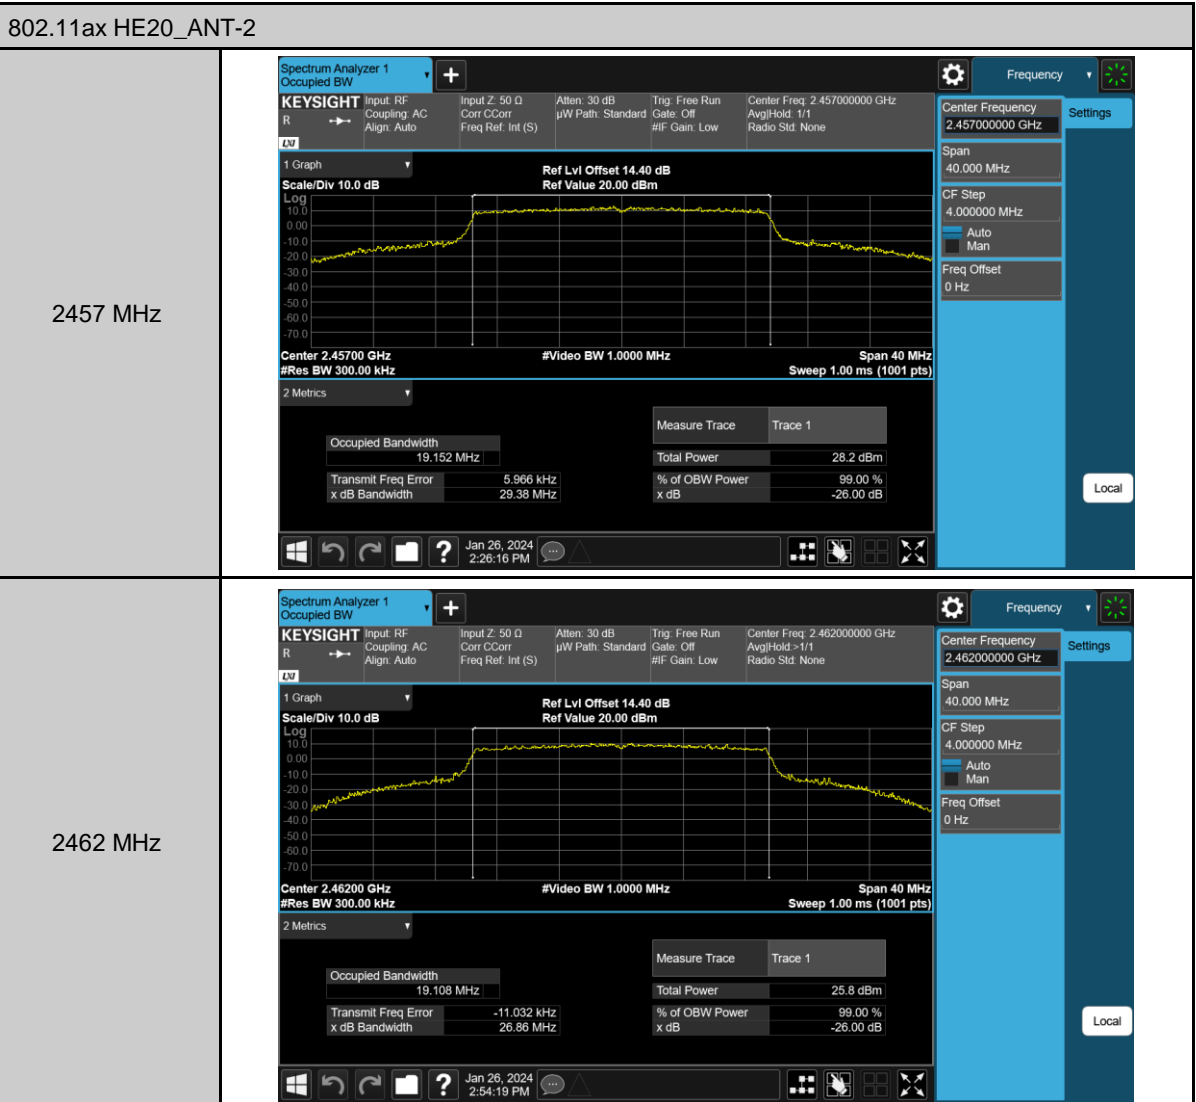 802.11ax HE20_ANT-2
2457 MHz
Spectrum Analyzer 1
Occupied BW
Frequency
KEYSIGHT
R
LXI
Input: RF
Coupling: AC
Align: Auto
Input Z: 50 Ω
Corr CCorr
Freq Ref: Int (S)
Atten: 30 dB
µW Path: Standard
Trig: Free Run
Gate: Off
#IF Gain: Low
Center Freq: 2.457000000 GHz
Avg|Hold: 1/1
Radio Std: None
Center Frequency
2.457000000 GHz
Settings
Span
40.000 MHz
CF Step
4.000000 MHz
Auto
Man
Freq Offset
0 Hz
Local
1 Graph
Scale/Div 10.0 dB
Ref Lvl Offset 14.40 dB
Ref Value 20.00 dBm
Log
10.0
0.00
-10.0
-20.0
-30.0
-40.0
-50.0
-60.0
-70.0
Center 2.45700 GHz
#Video BW 1.0000 MHz
Span 40 MHz
#Res BW 300.00 kHz
Sweep 1.00 ms (1001 pts)
2 Metrics
Measure Trace Trace 1
Occupied Bandwidth
19.152 MHz
Total Power 28.2 dBm
Transmit Freq Error 5.966 kHz
% of OBW Power 99.00 %
x dB Bandwidth 29.38 MHz
x dB -26.00 dB
?
Jan 26, 2024
2:26:16 PM
2462 MHz
Spectrum Analyzer 1
Occupied BW
Frequency
KEYSIGHT
R
LXI
Input: RF
Coupling: AC
Align: Auto
Input Z: 50 Ω
Corr CCorr
Freq Ref: Int (S)
Atten: 30 dB
µW Path: Standard
Trig: Free Run
Gate: Off
#IF Gain: Low
Center Freq: 2.462000000 GHz
Avg|Hold:>1/1
Radio Std: None
Center Frequency
2.462000000 GHz
Settings
Span
40.000 MHz
CF Step
4.000000 MHz
Auto
Man
Freq Offset
0 Hz
Local
1 Graph
Scale/Div 10.0 dB
Ref Lvl Offset 14.40 dB
Ref Value 20.00 dBm
Log
10.0
0.00
-10.0
-20.0
-30.0
-40.0
-50.0
-60.0
-70.0
Center 2.46200 GHz
#Video BW 1.0000 MHz
Span 40 MHz
#Res BW 300.00 kHz
Sweep 1.00 ms (1001 pts)
2 Metrics
Measure Trace Trace 1
Occupied Bandwidth
19.108 MHz
Total Power 25.8 dBm
Transmit Freq Error -11.032 kHz
% of OBW Power 99.00 %
x dB Bandwidth 26.86 MHz
x dB -26.00 dB
?
Jan 26, 2024
2:54:19 PM